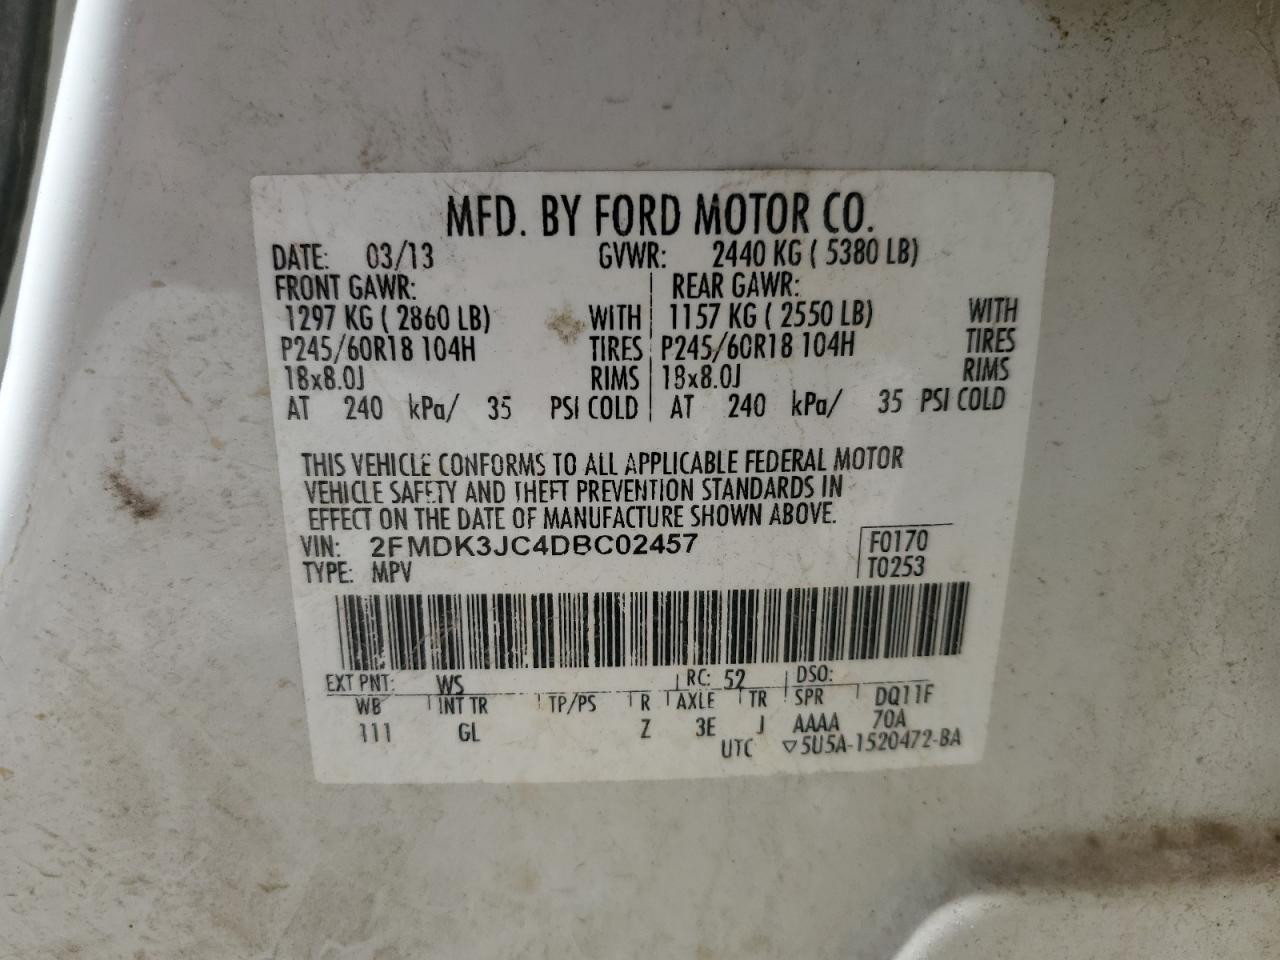 MFD. BY FORD MOTOR CO.
DATE: 03/13 GVWR: 2440 KG ( 5380 LB)
FRONT GAWR: REAR GAWR:
1297 KG ( 2860 LB) WITH 1157 KG ( 2550 LB) WITH
P245/60R18 104H TIRES P245/60R18 104H TIRES
18x8.0J RIMS 18x8.0J RIMS
AT 240 kPa/ 35 PSI COLD AT 240 kPa/ 35 PSI COLD
THIS VEHICLE CONFORMS TO ALL APPLICABLE FEDERAL MOTOR
VEHICLE SAFETY AND THEFT PREVENTION STANDARDS IN
EFFECT ON THE DATE OF MANUFACTURE SHOWN ABOVE.
VIN: 2FMDK3JC4DBC02457 F0170
TYPE: MPV T0253
EXT PNT: WS RC: 52 DSO:
WB INT TR TP/PS R AXLE TR SPR DQ11F
111 GL Z 3E J AAAA 70A
UTC ▽5U5A-1520472-BA